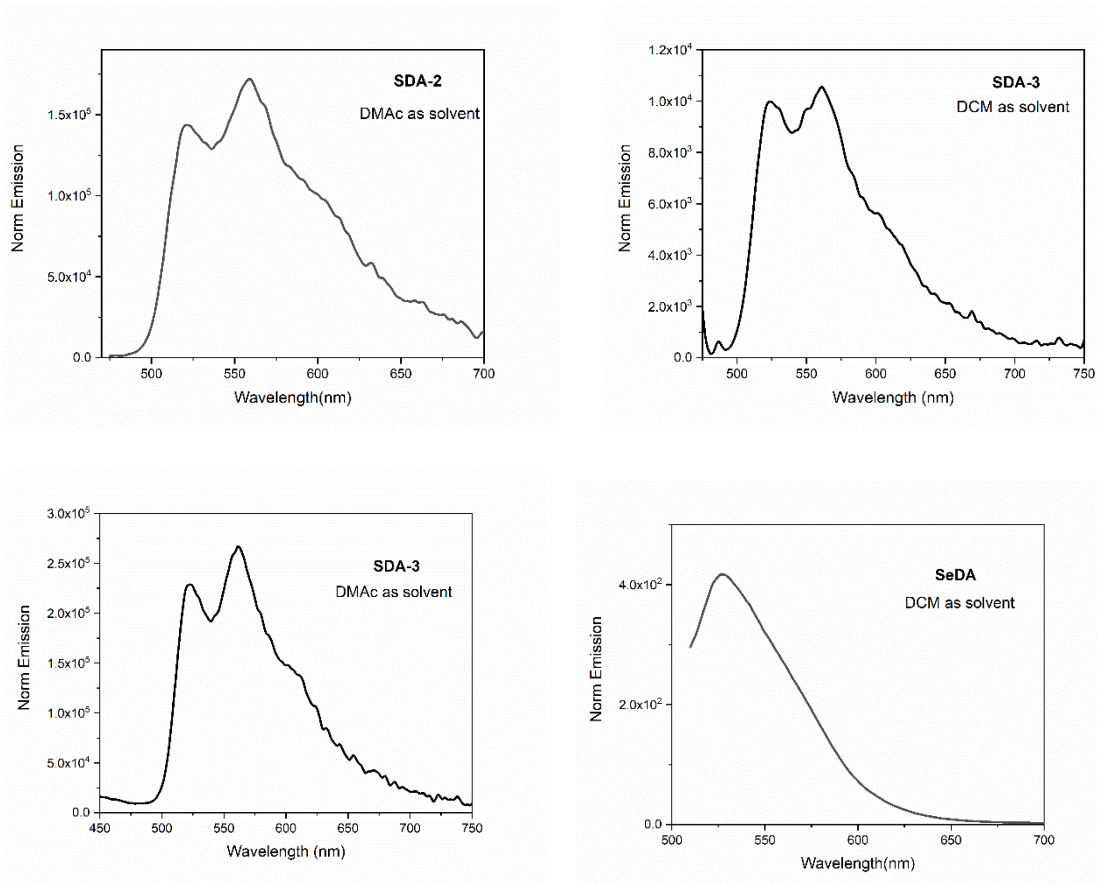 SDA-2
DMAc as solvent
1.5x10⁵
1.0x10⁵
5.0x10⁴
0.0
500 550 600 650 700
Wavelength(nm)
Norm Emission
SDA-3
DCM as solvent
1.2x10⁴
1.0x10⁴
8.0x10³
6.0x10³
4.0x10³
2.0x10³
0.0
500 550 600 650 700 750
Wavelength (nm)
Norm Emission
SDA-3
DMAc as solvent
3.0x10⁵
2.5x10⁵
2.0x10⁵
1.5x10⁵
1.0x10⁵
5.0x10⁴
0.0
450 500 550 600 650 700 750
Wavelength (nm)
Norm Emission
SeDA
DCM as solvent
4.0x10²
2.0x10²
0.0
500 550 600 650 700
Wavelength(nm)
Norm Emission